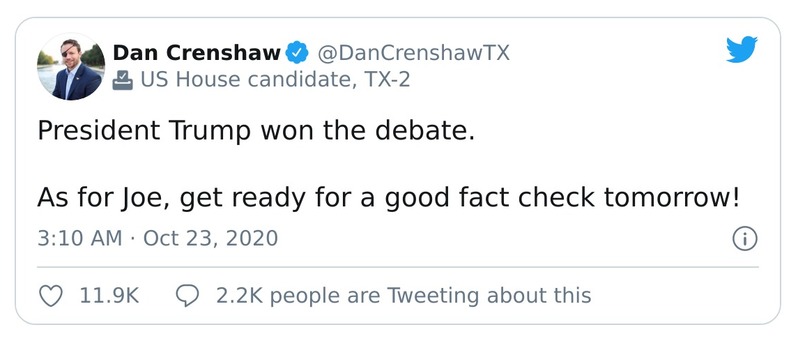 Dan Crenshaw @DanCrenshawTX
US House candidate, TX-2
President Trump won the debate.
As for Joe, get ready for a good fact check tomorrow!
3:10 AM · Oct 23, 2020
11.9K 2.2K people are Tweeting about this